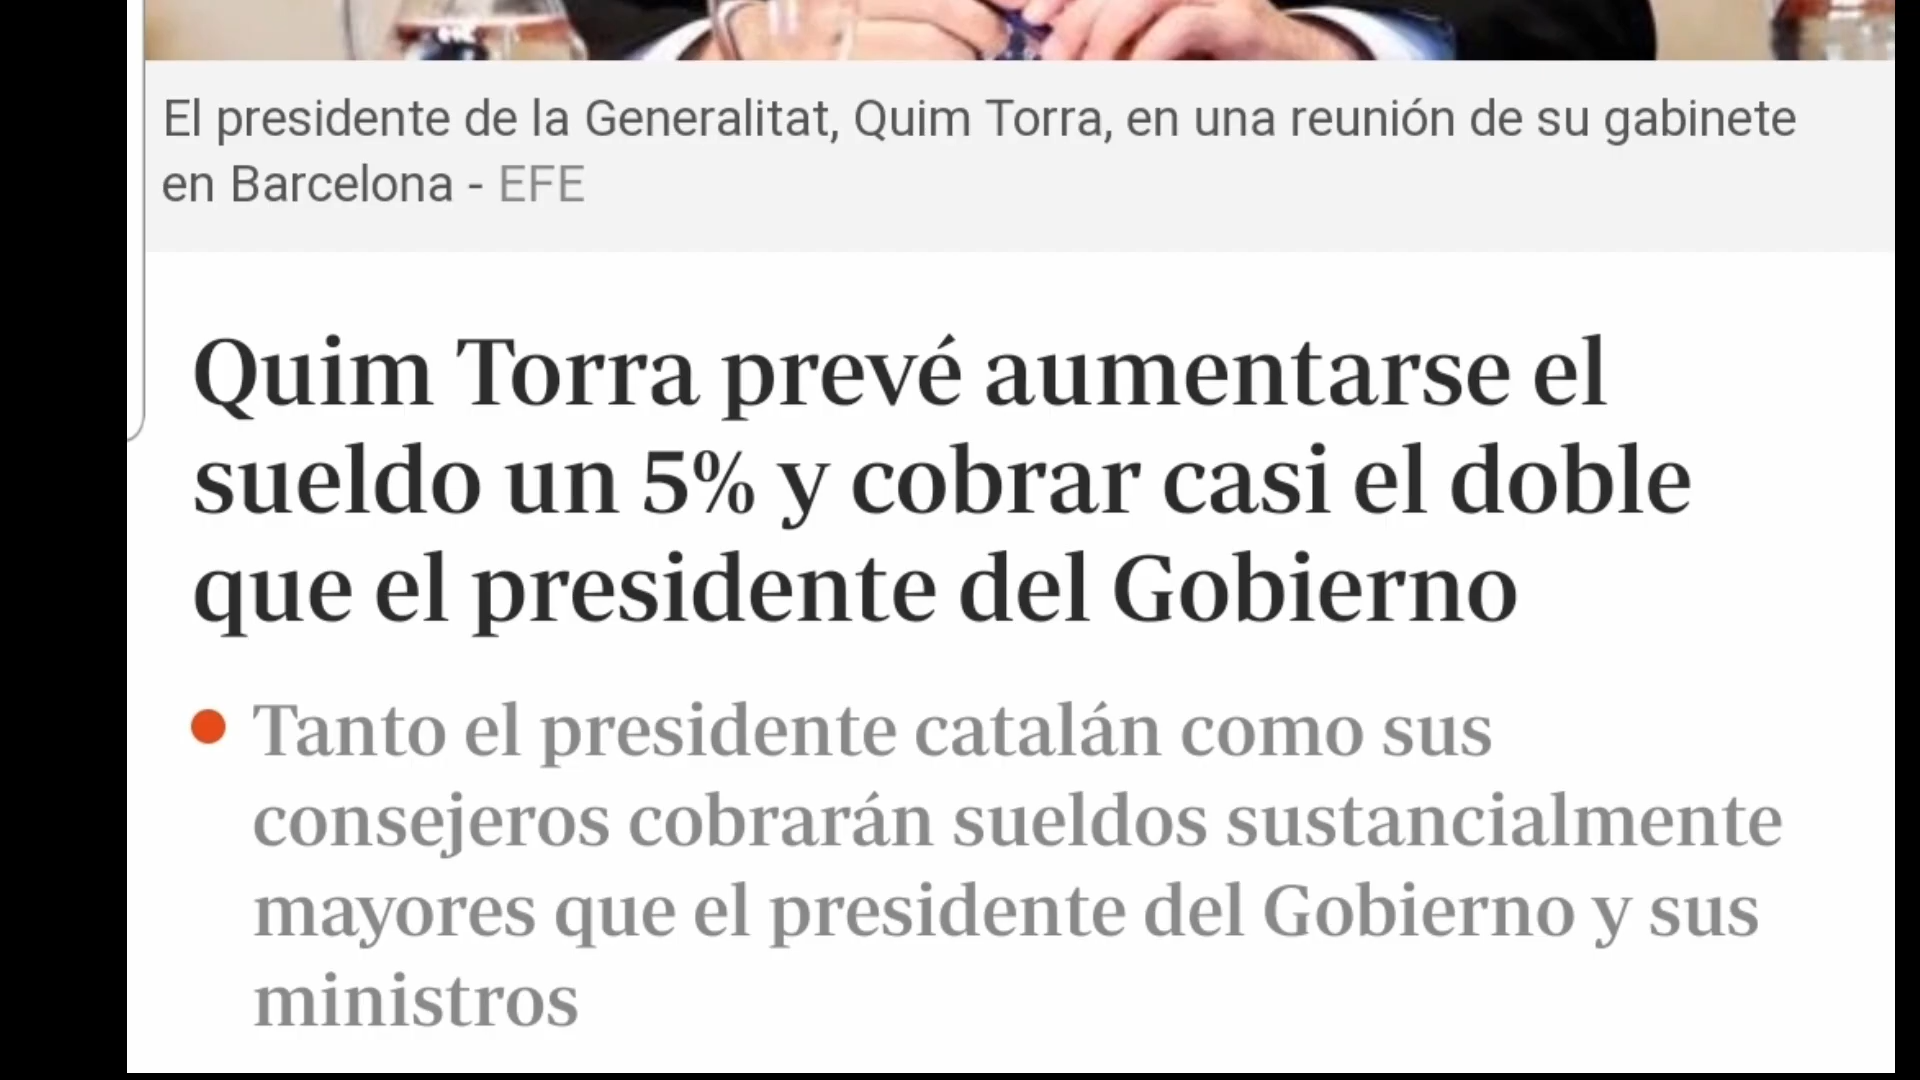 El presidente de la Generalitat, Quim Torra, en una reunión de su gabinete
en Barcelona - EFE
Quim Torra prevé aumentarse el
sueldo un 5% y cobrar casi el doble
que el presidente del Gobierno
Tanto el presidente catalán como sus
consejeros cobrarán sueldos sustancialmente
mayores que el presidente del Gobierno y sus
ministros